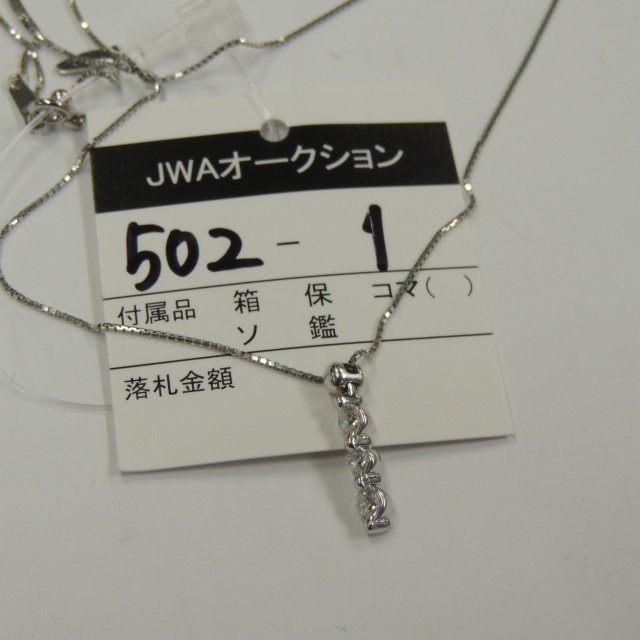 JWAオークション
502-1
付属品 箱 保 コマ( )
ソ 鑑
落札金額